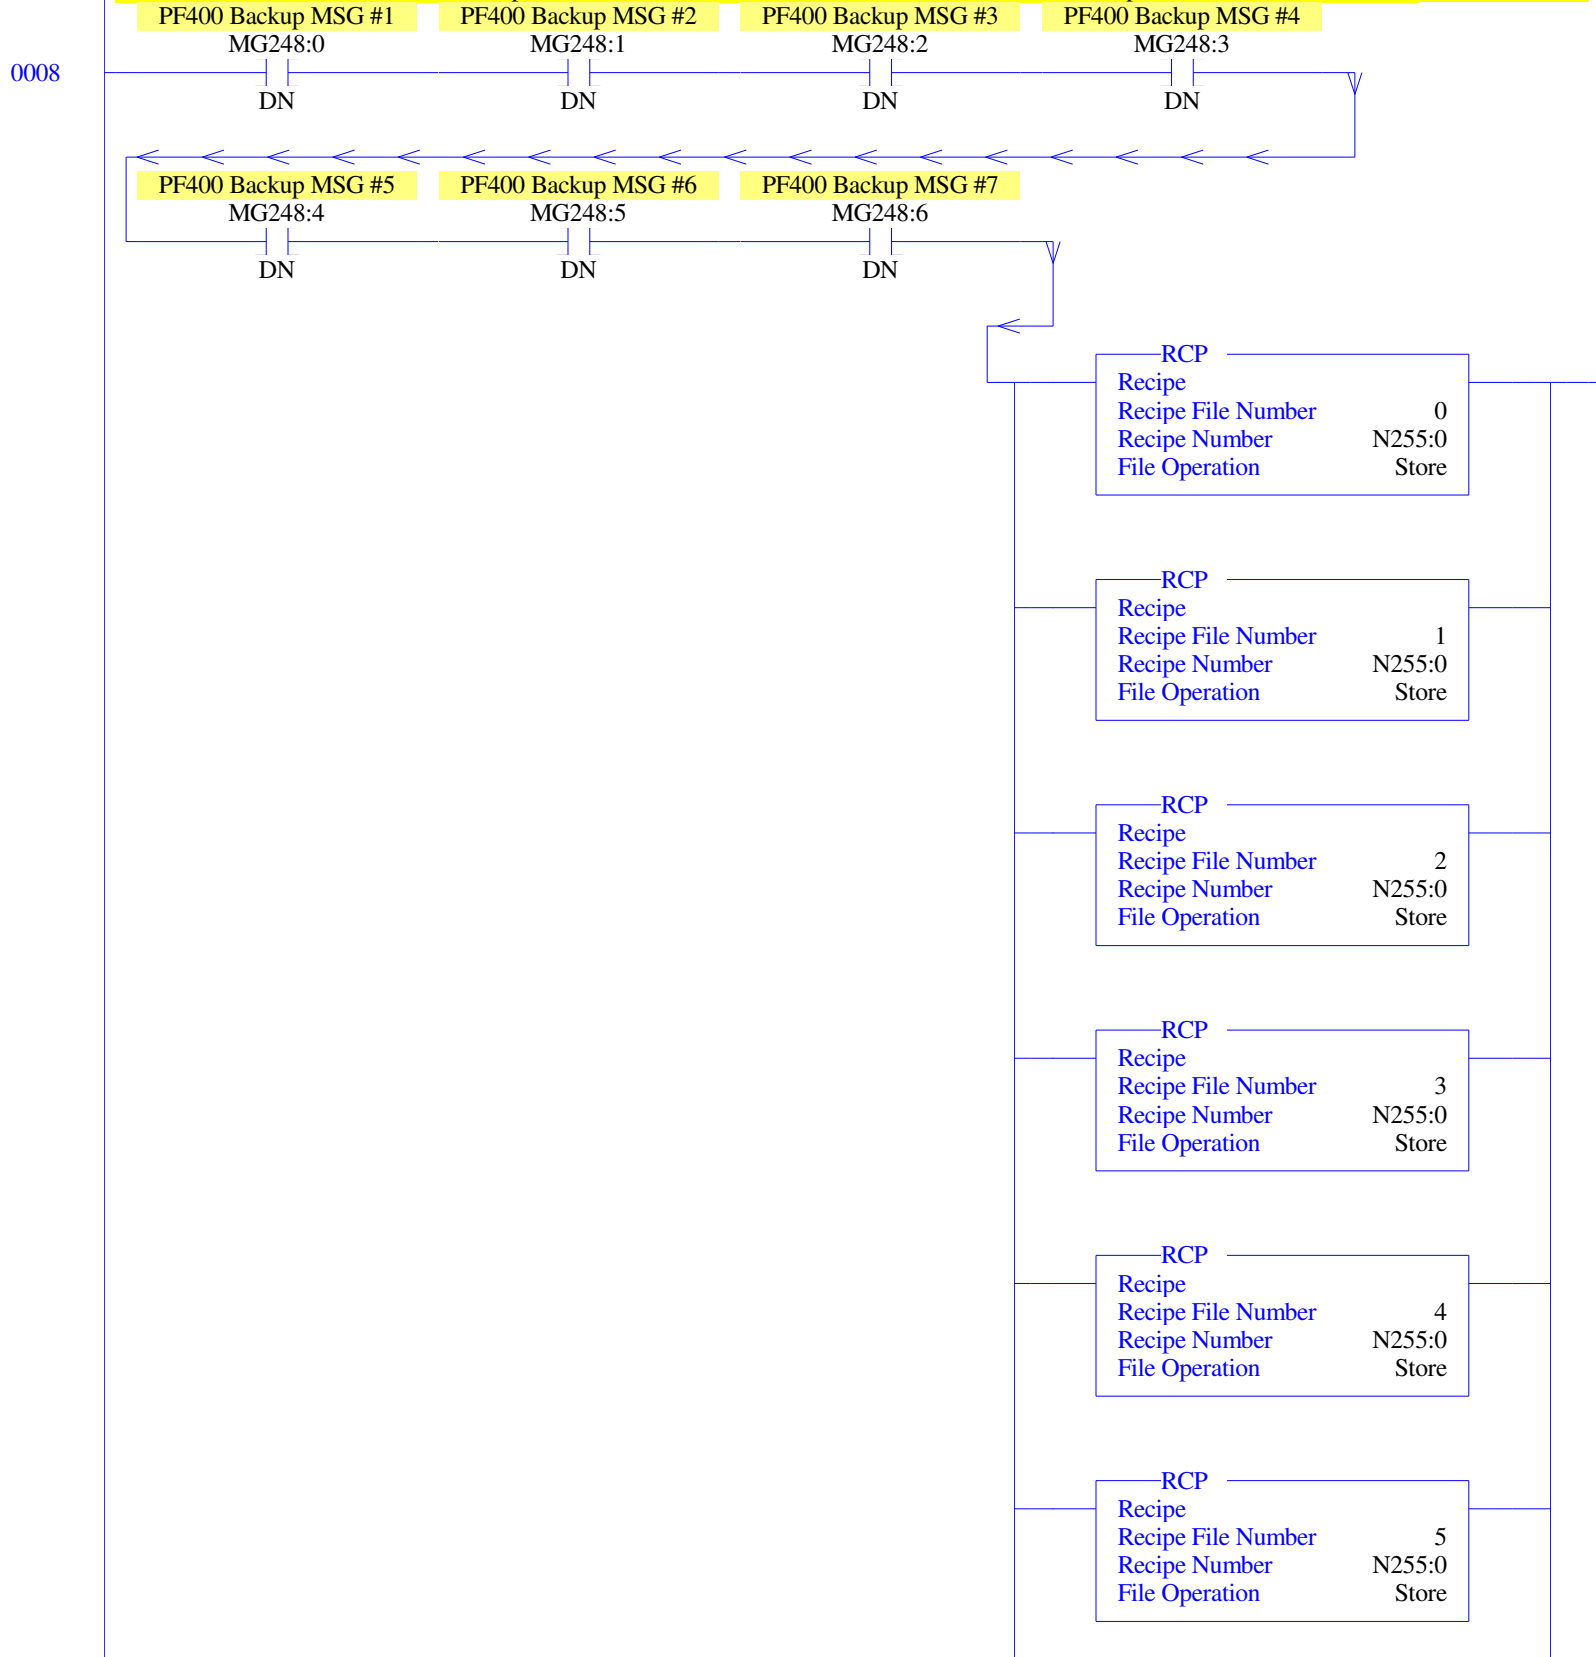 PF400 Backup MSG #1 PF400 Backup MSG #2 PF400 Backup MSG #3 PF400 Backup MSG #4
MG248:0 MG248:1 MG248:2 MG248:3
0008
DN DN DN DN
PF400 Backup MSG #5 PF400 Backup MSG #6 PF400 Backup MSG #7
MG248:4 MG248:5 MG248:6
DN DN DN
RCP
Recipe
Recipe File Number 0
Recipe Number N255:0
File Operation Store
RCP
Recipe
Recipe File Number 1
Recipe Number N255:0
File Operation Store
RCP
Recipe
Recipe File Number 2
Recipe Number N255:0
File Operation Store
RCP
Recipe
Recipe File Number 3
Recipe Number N255:0
File Operation Store
RCP
Recipe
Recipe File Number 4
Recipe Number N255:0
File Operation Store
RCP
Recipe
Recipe File Number 5
Recipe Number N255:0
File Operation Store